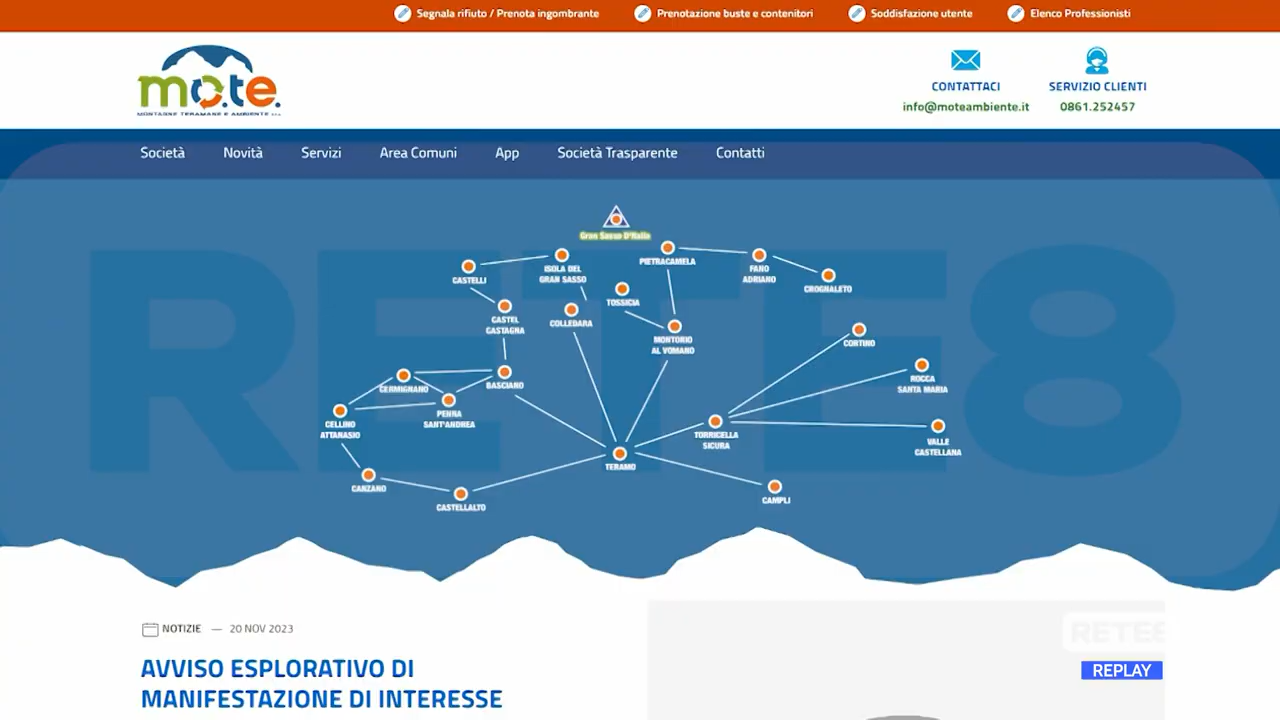 Segnala rifiuto / Prenota ingombrante
Prenotazione buste e contenitori
Soddisfazione utente
Elenco Professionisti
mo.te.
MONTAGNE TERAMANE E AMBIENTE
CONTATTACI
info@moteambiente.it
SERVIZIO CLIENTI
0861.252457
Società
Novità
Servizi
Area Comuni
App
Società Trasparente
Contatti
RETE8
Gran Sasso D'Italia
CASTELLI
ISOLA DEL
GRAN SASSO
PIETRACAMELA
FANO
ADRIANO
CROGNALETO
TOSSICIA
CASTEL
CASTAGNA
COLLEDARA
MONTORIO
AL VOMANO
CORTINO
CERMIGNANO
BASCIANO
ROCCA
SANTA MARIA
PENNA
SANT'ANDREA
CELLINO
ATTANASIO
TORRICELLA
SICURA
VALLE
CASTELLANA
TERAMO
CANZANO
CASTELLALTO
CAMPLI
NOTIZIE — 20 NOV 2023
AVVISO ESPLORATIVO DI
MANIFESTAZIONE DI INTERESSE
RETE8
REPLAY